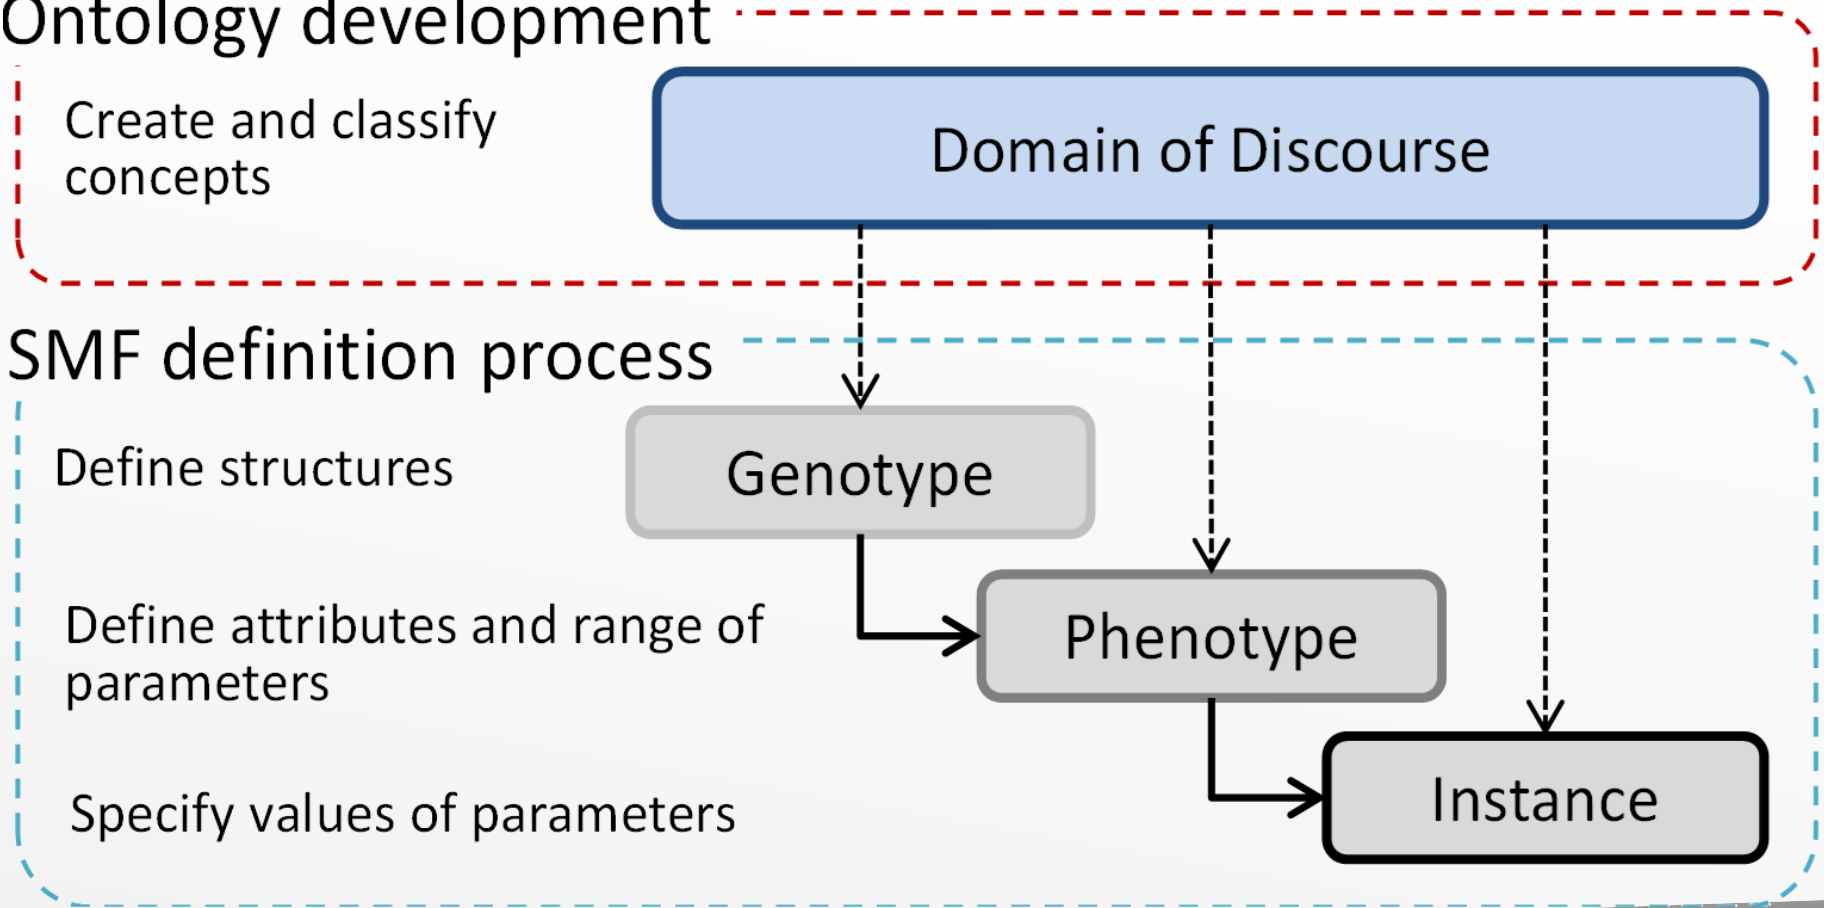 Ontology development
Create and classify
concepts
Domain of Discourse
SMF definition process
Define structures
Genotype
Define attributes and range of
parameters
Phenotype
Specify values of parameters
Instance